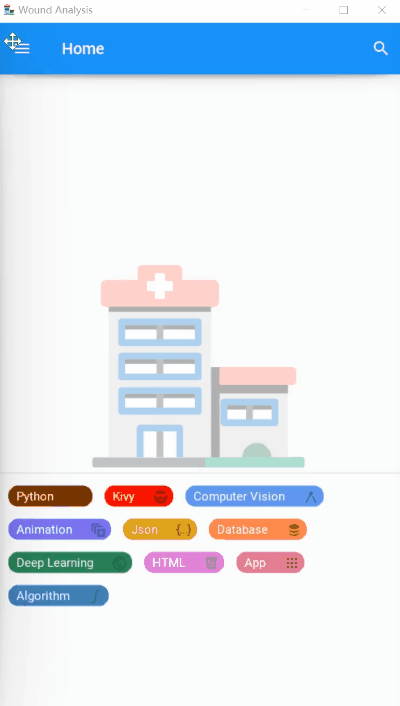 Wound Analysis
Home
Python Kivy Computer Vision
Animation Json {..} Database
Deep Learning HTML App
Algorithm